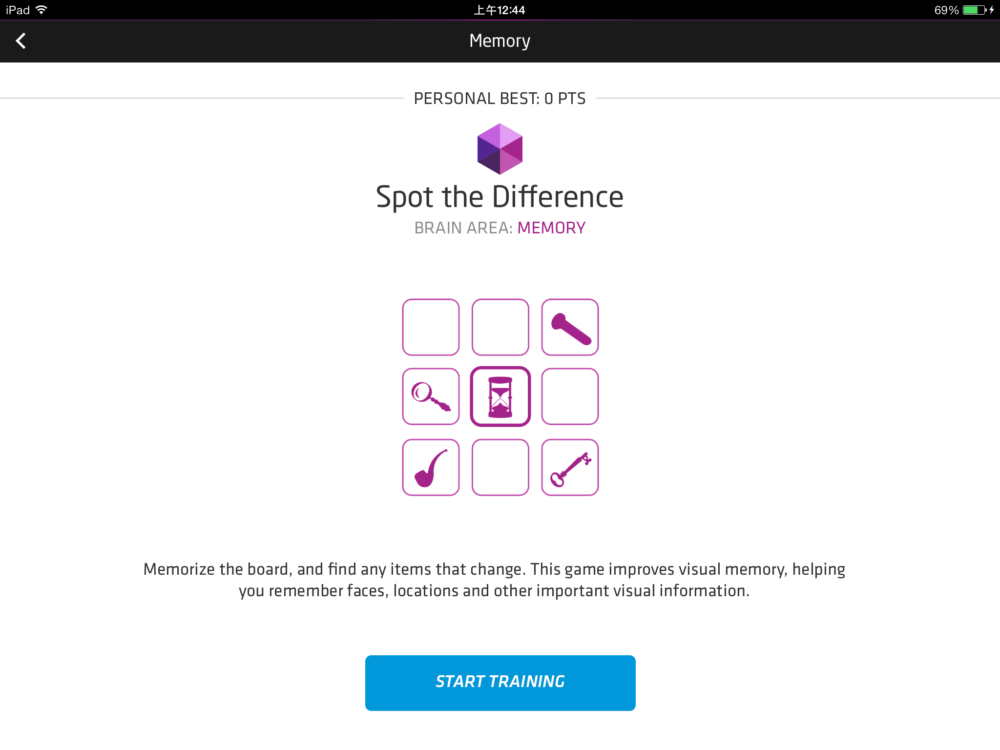 iPad 上午12:44 69%
Memory
PERSONAL BEST: 0 PTS
Spot the Difference
BRAIN AREA: MEMORY
Memorize the board, and find any items that change. This game improves visual memory, helping
you remember faces, locations and other important visual information.
START TRAINING